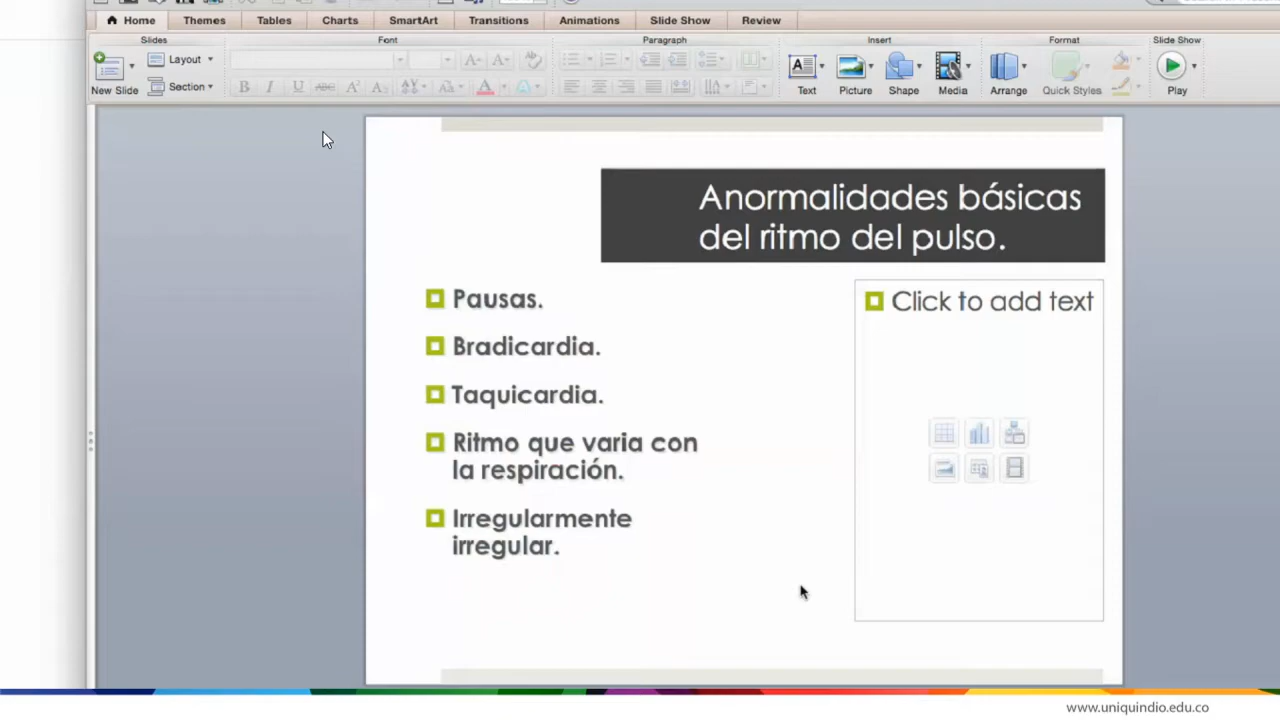 Home Themes Tables Charts SmartArt Transitions Animations Slide Show Review
Slides Font Paragraph Insert Format Slide Show
Layout
New Slide Section
Text Picture Shape Media Arrange Quick Styles Play
Anormalidades básicas
del ritmo del pulso.
Pausas.
Bradicardia.
Taquicardia.
Ritmo que varia con
la respiración.
Irregularmente
irregular.
Click to add text
www.uniquindio.edu.co